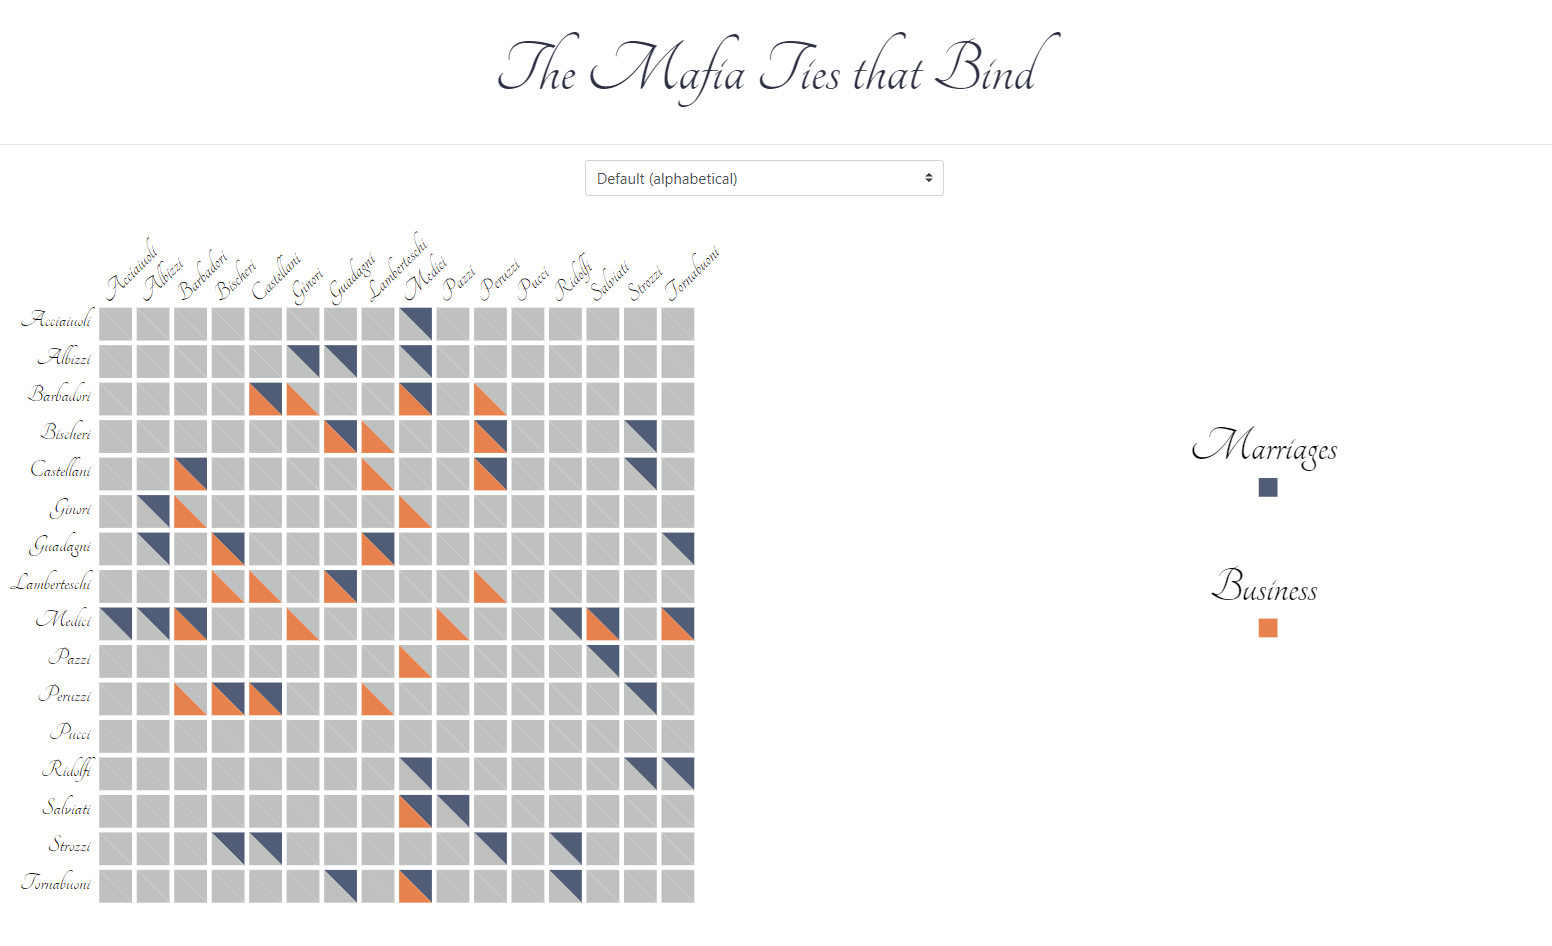 The Mafia Ties that Bind
Default (alphabetical)
Acciaiuoli
Albizzi
Barbadori
Bischeri
Castellani
Ginori
Guadagni
Lamberteschi
Medici
Pazzi
Peruzzi
Pucci
Ridolfi
Salviati
Strozzi
Tornabuoni
Acciaiuoli
Albizzi
Barbadori
Bischeri
Castellani
Ginori
Guadagni
Lamberteschi
Medici
Pazzi
Peruzzi
Pucci
Ridolfi
Salviati
Strozzi
Tornabuoni
Marriages
Business